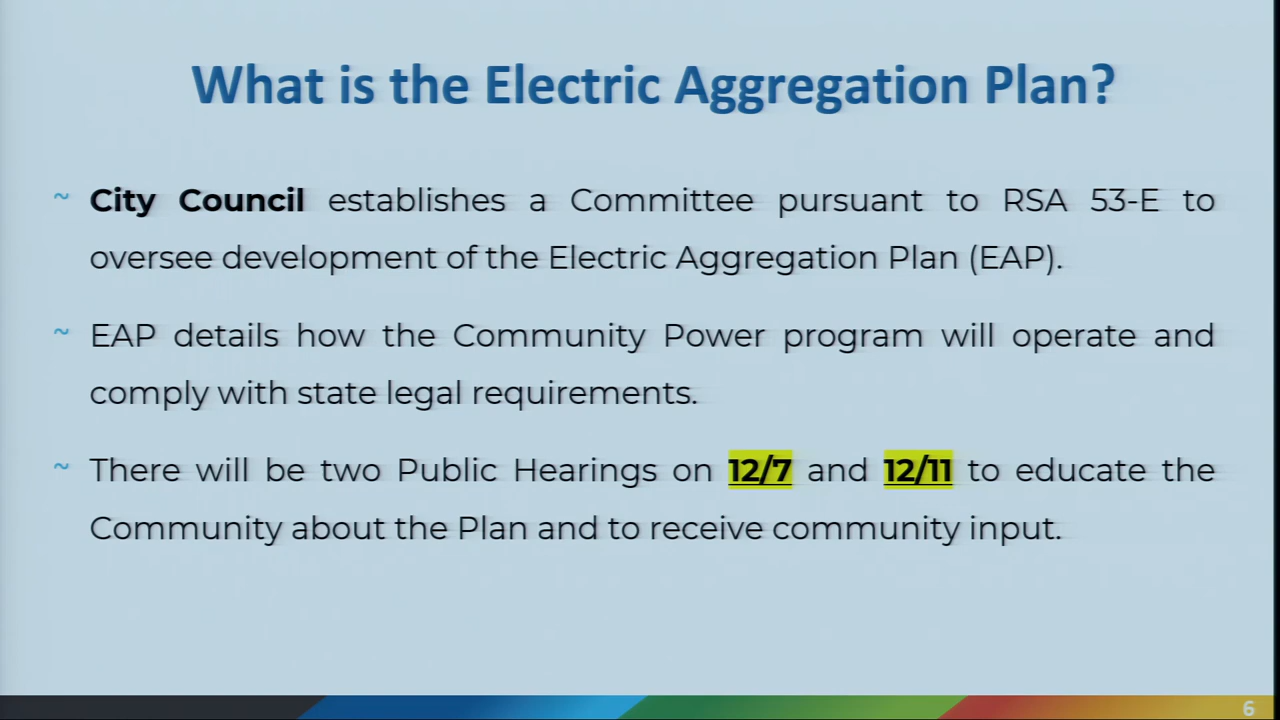 What is the Electric Aggregation Plan?
~ City Council establishes a Committee pursuant to RSA 53-E to
oversee development of the Electric Aggregation Plan (EAP).
~ EAP details how the Community Power program will operate and
comply with state legal requirements.
~ There will be two Public Hearings on 12/7 and 12/11 to educate the
Community about the Plan and to receive community input.
6